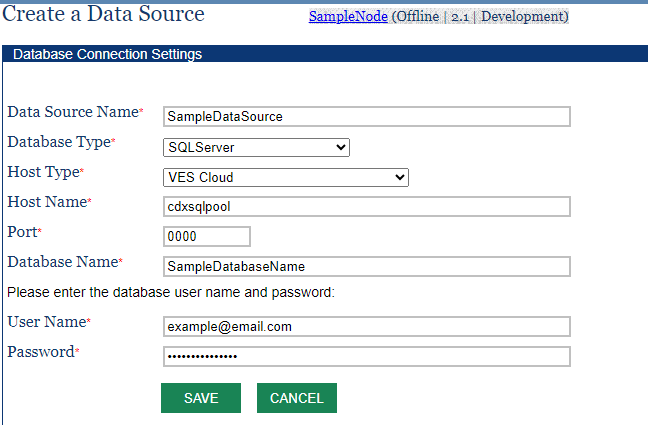 Create a Data Source
SampleNode (Offline | 2.1 | Development)
Database Connection Settings
Data Source Name* SampleDataSource
Database Type* SQLServer
Host Type* VES Cloud
Host Name* cdxsqlpool
Port* 0000
Database Name* SampleDatabaseName
Please enter the database user name and password:
User Name* example@email.com
Password* •••••••••••••••
SAVE CANCEL